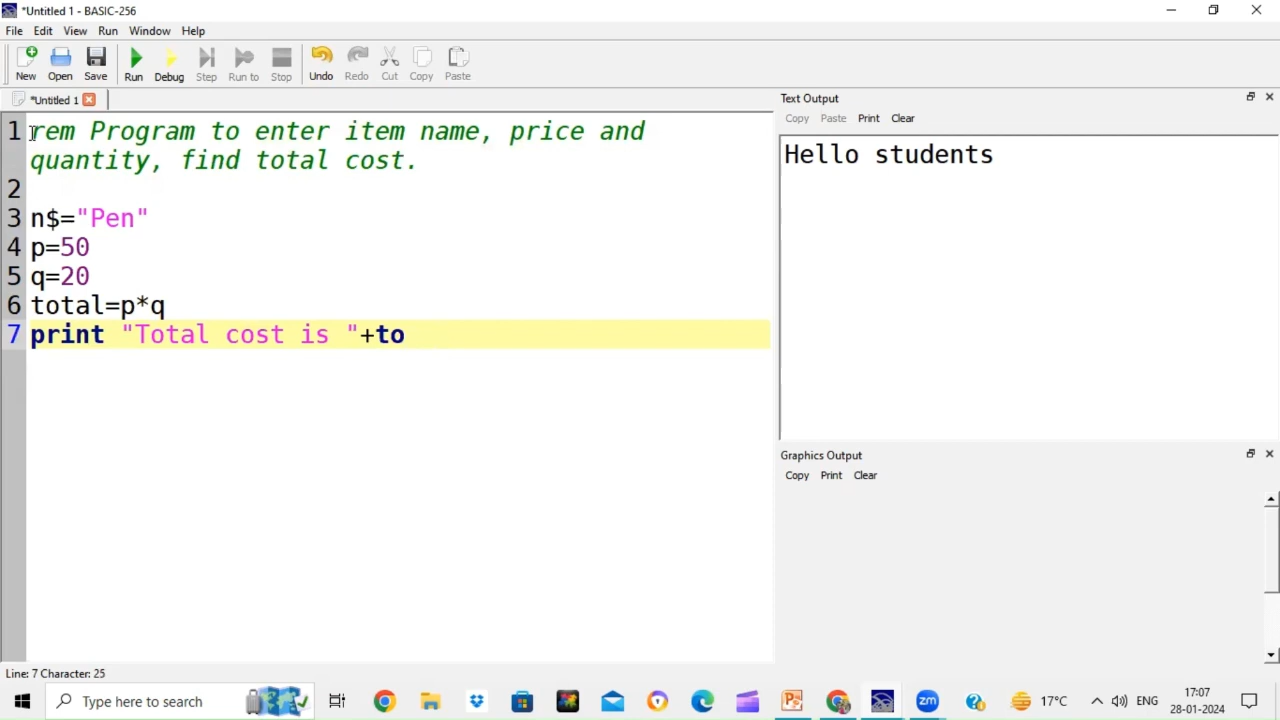 *Untitled 1 - BASIC-256
File Edit View Run Window Help
New Open Save Run Debug Step Run to Stop Undo Redo Cut Copy Paste
*Untitled 1
Text Output
Copy Paste Print Clear
1 rem Program to enter item name, price and
quantity, find total cost.
2
3 n$="Pen"
4 p=50
5 q=20
6 total=p*q
7 print "Total cost is "+to
Hello students
Graphics Output
Copy Print Clear
Line: 7 Character: 25
Type here to search
zm
17°C
ENG
17:07
28-01-2024